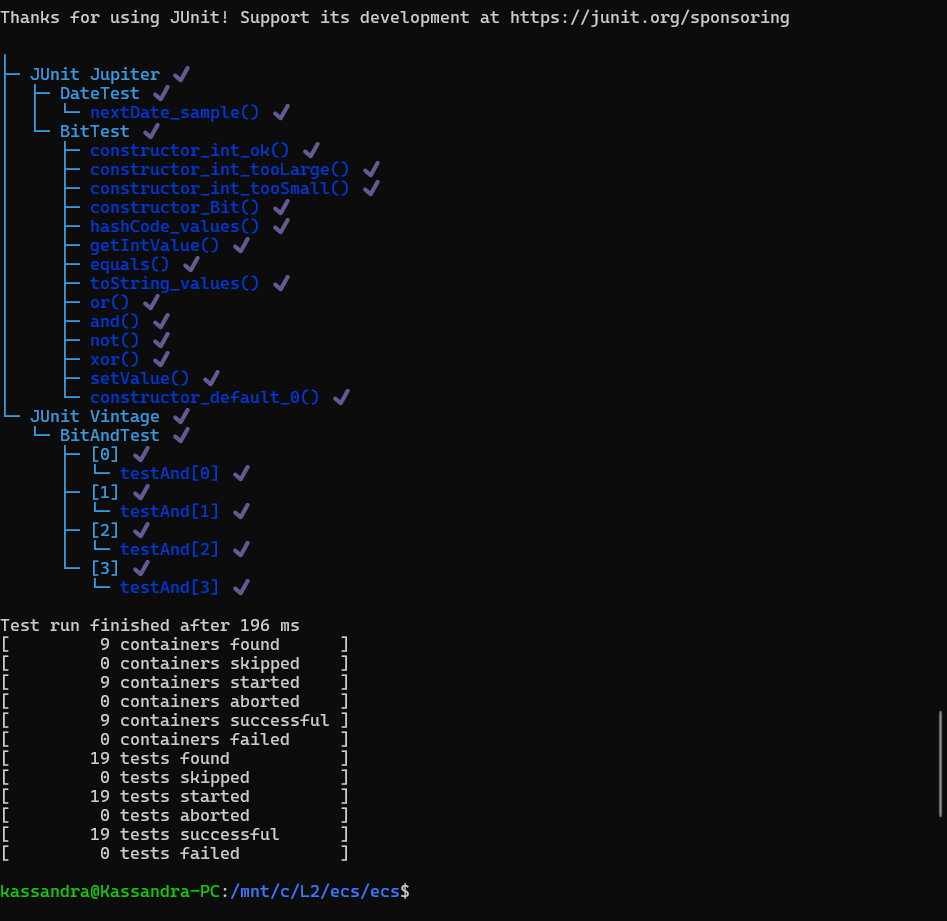 Thanks for using JUnit! Support its development at https://junit.org/sponsoring
├─ JUnit Jupiter ✔
│  ├─ DateTest ✔
│  │  └─ nextDate_sample() ✔
│  └─ BitTest ✔
│     ├─ constructor_int_ok() ✔
│     ├─ constructor_int_tooLarge() ✔
│     ├─ constructor_int_tooSmall() ✔
│     ├─ constructor_Bit() ✔
│     ├─ hashCode_values() ✔
│     ├─ getIntValue() ✔
│     ├─ equals() ✔
│     ├─ toString_values() ✔
│     ├─ or() ✔
│     ├─ and() ✔
│     ├─ not() ✔
│     ├─ xor() ✔
│     ├─ setValue() ✔
│     └─ constructor_default_0() ✔
└─ JUnit Vintage ✔
   └─ BitAndTest ✔
      ├─ [0] ✔
      │  └─ testAnd[0] ✔
      ├─ [1] ✔
      │  └─ testAnd[1] ✔
      ├─ [2] ✔
      │  └─ testAnd[2] ✔
      └─ [3] ✔
         └─ testAnd[3] ✔
Test run finished after 196 ms
[         9 containers found      ]
[         0 containers skipped    ]
[         9 containers started    ]
[         0 containers aborted    ]
[         9 containers successful ]
[         0 containers failed     ]
[        19 tests found           ]
[         0 tests skipped         ]
[        19 tests started         ]
[         0 tests aborted         ]
[        19 tests successful      ]
[         0 tests failed          ]
kassandra@Kassandra-PC:/mnt/c/L2/ecs/ecs$